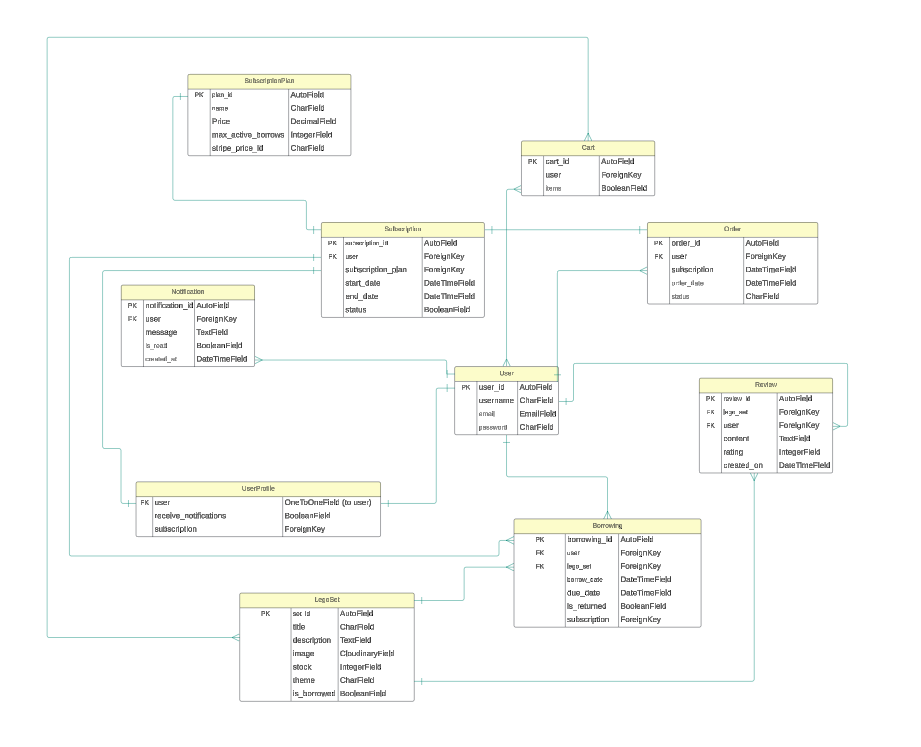 SubscriptionPlan
PK plan_id AutoField
name CharField
Price DecimalField
max_active_borrows IntegerField
stripe_price_id CharField
Cart
PK cart_id AutoField
user ForeignKey
items BooleanField
Subscription
PK subscription_id AutoField
FK user ForeignKey
subscription_plan ForeignKey
start_date DateTimeField
end_date DateTimeField
status BooleanField
Order
PK order_id AutoField
FK user ForeignKey
subscription DateTimeField
order_date DateTimeField
status CharField
Notification
PK notification_id AutoField
FK user ForeignKey
message TextField
is_read BooleanField
created_at DateTimeField
User
PK user_id AutoField
username CharField
email EmailField
password CharField
Review
PK review_id AutoField
FK lego_set ForeignKey
FK user ForeignKey
content TextField
rating IntegerField
created_on DateTimeField
UserProfile
FK user OneToOneField (to user)
receive_notifications BooleanField
subscription ForeignKey
Borrowing
PK borrowing_id AutoField
FK user ForeignKey
FK lego_set ForeignKey
borrow_date DateTimeField
due_date DateTimeField
is_returned BooleanField
subscription ForeignKey
LegoSet
PK set_id AutoField
title CharField
description TextField
image CloudinaryField
stock IntegerField
theme CharField
is_borrowed BooleanField